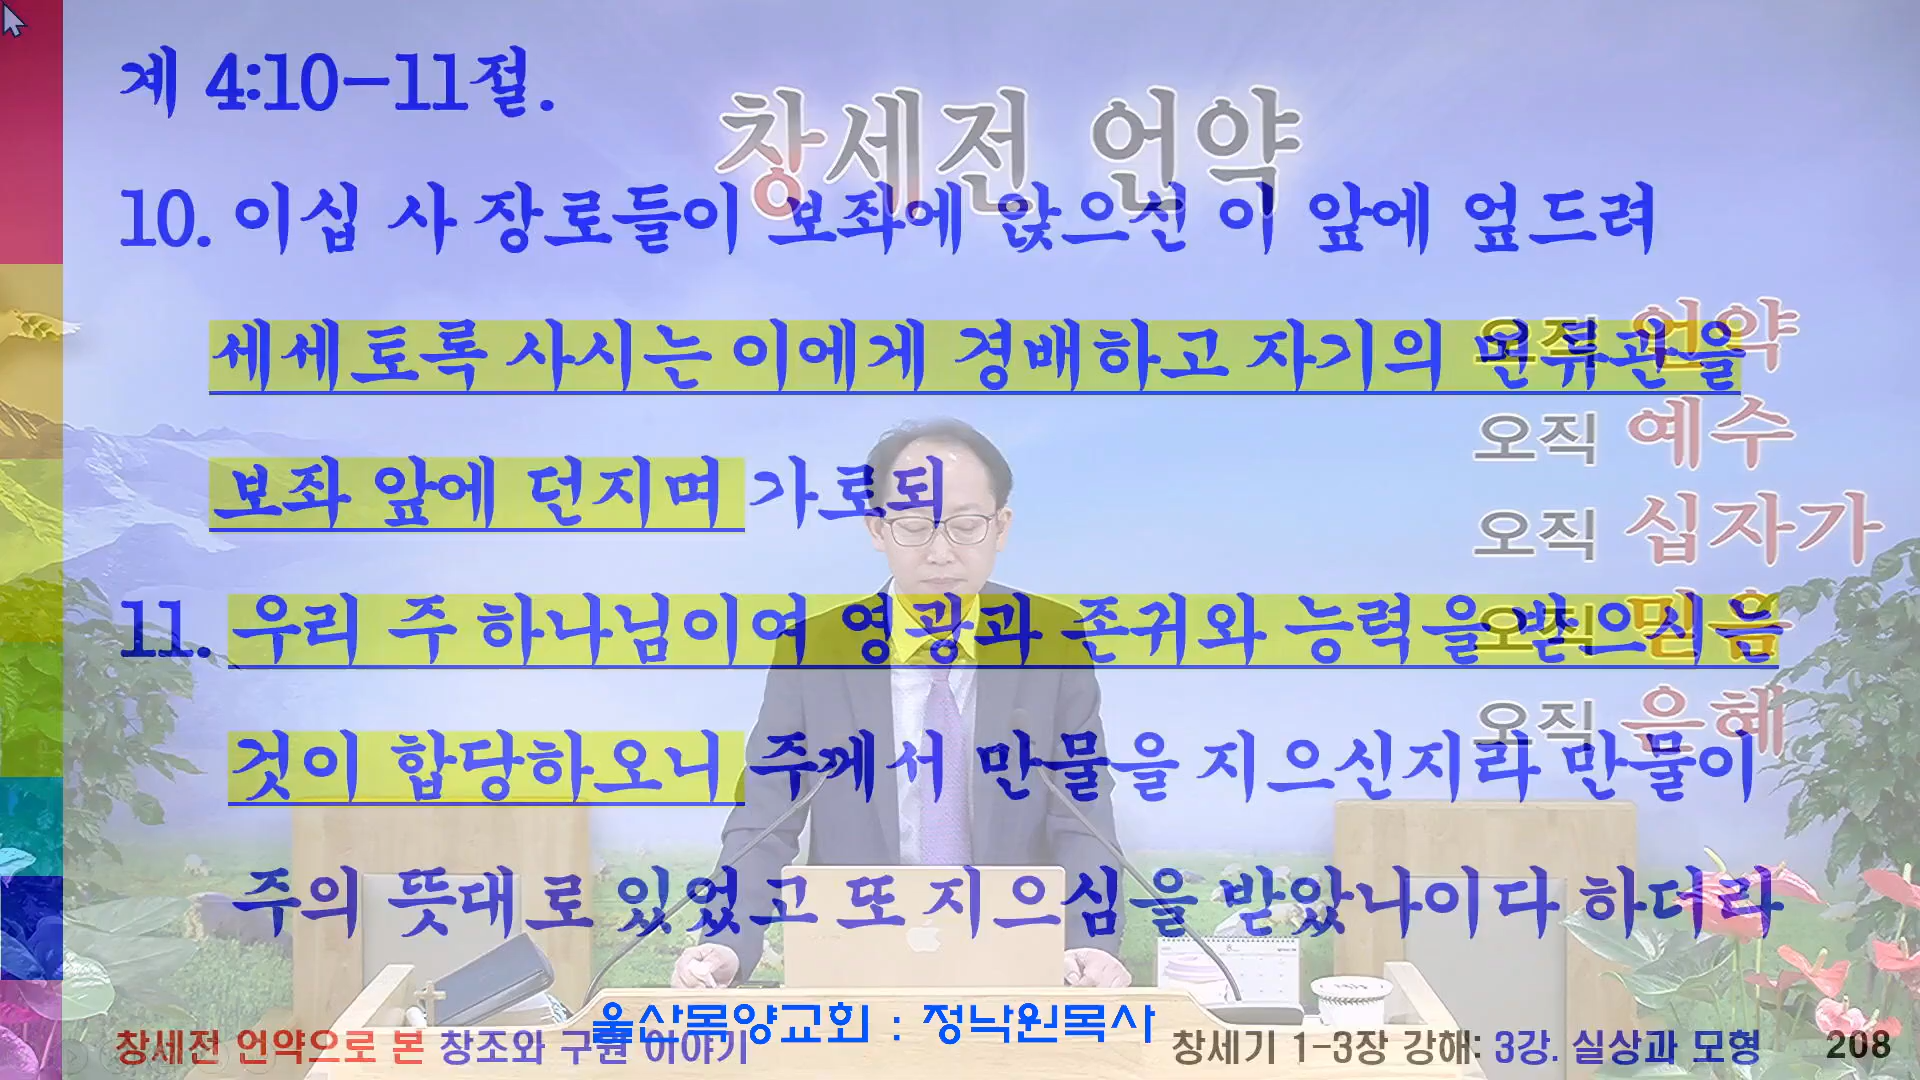 계 4:10-11절.
창세전 언약
10. 이십 사 장로들이 보좌에 앉으신 이 앞에 엎드려
세세토록 사시는 이에게 경배하고 자기의 면류관을
오직 언약
오직 예수
보좌 앞에 던지며 가로되
오직 십자가
11. 우리 주 하나님이여 영광과 존귀와 능력을 받으시는
오직 믿음
것이 합당하오니 주께서 만물을 지으신지라 만물이
오직 은혜
주의 뜻대로 있었고 또 지으심을 받았나이다 하더라
울산목양교회 : 정낙원목사
창세전 언약으로 본 창조와 구원 이야기
창세기 1-3장 강해: 3강. 실상과 모형
208